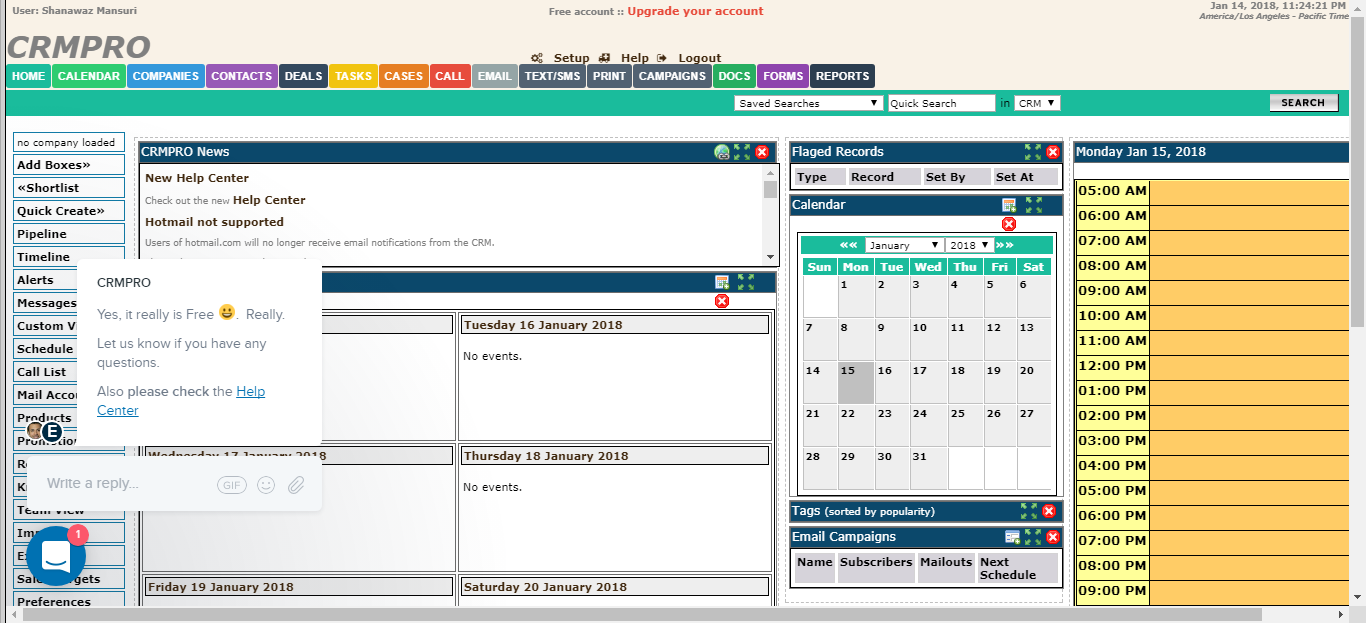 User: Shanawaz Mansuri
Free account :: Upgrade your account
Jan 14, 2018, 11:24:21 PM
America/Los Angeles - Pacific Time
CRMPRO
Setup Help Logout
HOME CALENDAR COMPANIES CONTACTS DEALS TASKS CASES CALL EMAIL TEXT/SMS PRINT CAMPAIGNS DOCS FORMS REPORTS
Saved Searches Quick Search in CRM SEARCH
no company loaded
Add Boxes»
«Shortlist
Quick Create»
Pipeline
Timeline
Alerts
Messages
Custom
Schedule
Call List
Mail
Products
Team View
Preferences
CRMPRO News
New Help Center
Check out the new Help Center
Hotmail not supported
Users of hotmail.com will no longer receive email notifications from the CRM.
Tuesday 16 January 2018
No events.
Wednesday 17 January 2018
Thursday 18 January 2018
No events.
Friday 19 January 2018
Saturday 20 January 2018
CRMPRO
Yes, it really is Free 😀. Really.
Let us know if you have any
questions.
Also please check the Help
Center
E
Write a reply...
GIF
1
Flaged Records
Type Record Set By Set At
Calendar
«« January 2018 »»
Sun Mon Tue Wed Thu Fri Sat
1 2 3 4 5 6
7 8 9 10 11 12 13
14 15 16 17 18 19 20
21 22 23 24 25 26 27
28 29 30 31
Tags (sorted by popularity)
Email Campaigns
Name Subscribers Mailouts Next
Schedule
Monday Jan 15, 2018
05:00 AM
06:00 AM
07:00 AM
08:00 AM
09:00 AM
10:00 AM
11:00 AM
12:00 PM
01:00 PM
02:00 PM
03:00 PM
04:00 PM
05:00 PM
06:00 PM
07:00 PM
08:00 PM
09:00 PM